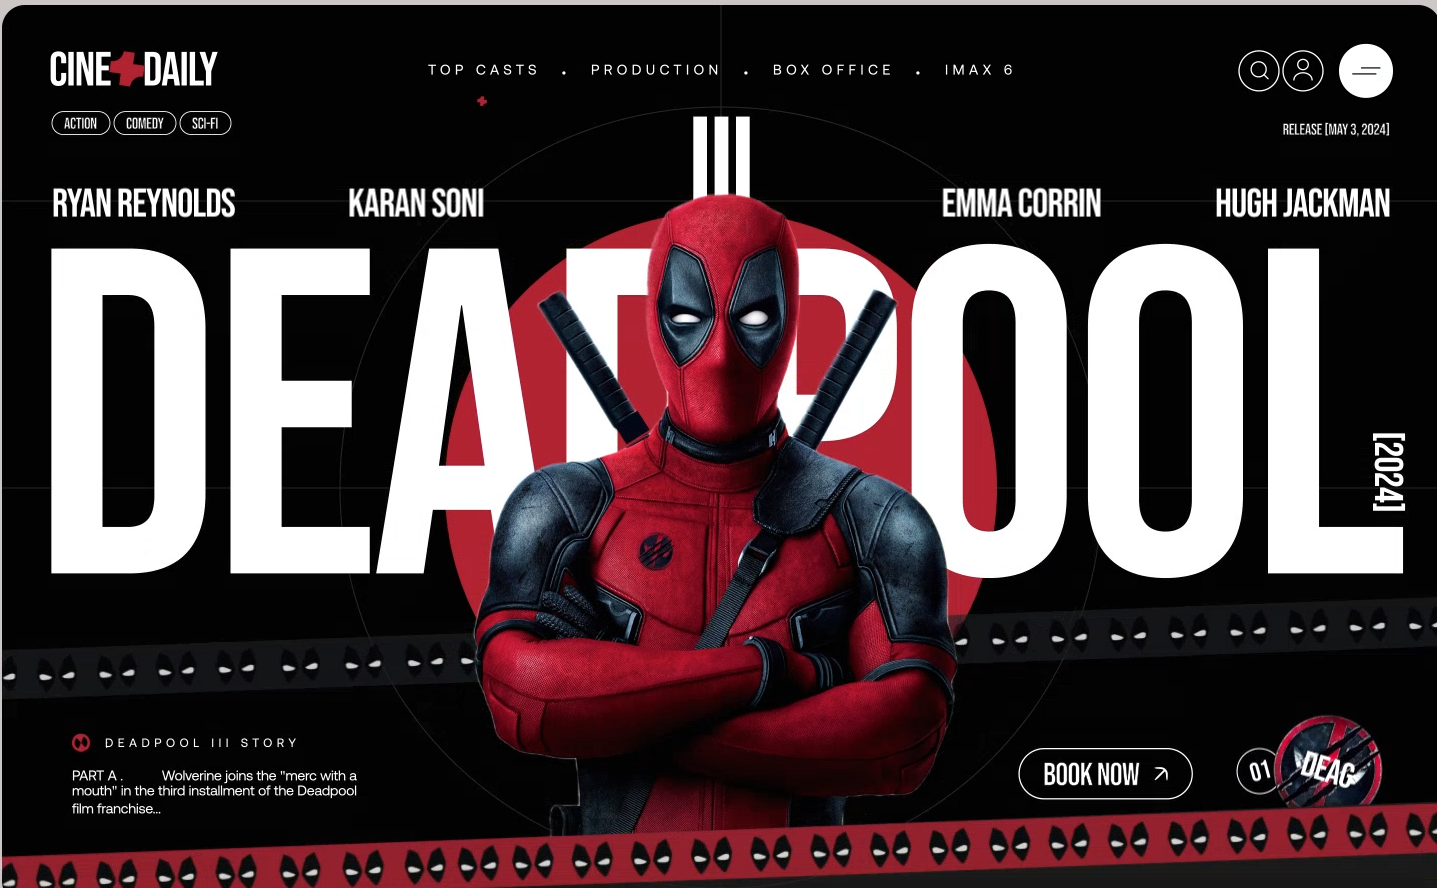 CINE DAILY
TOP CASTS • PRODUCTION • BOX OFFICE • IMAX 6
ACTION COMEDY SCI-FI
RELEASE [MAY 3, 2024]
III
RYAN REYNOLDS KARAN SONI EMMA CORRIN HUGH JACKMAN
DEADPOOL
[2024]
DEADPOOL III STORY
PART A . Wolverine joins the "merc with a
mouth" in the third installment of the Deadpool
film franchise...
BOOK NOW
01
DEAG